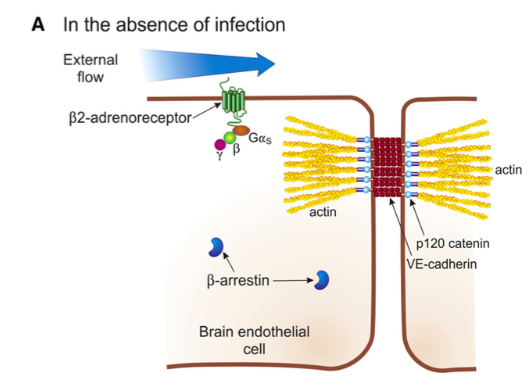 A In the absence of infection
External
flow
β2-adrenoreceptor
Gαs
β
γ
actin
actin
p120 catenin
VE-cadherin
β-arrestin
Brain endothelial
cell